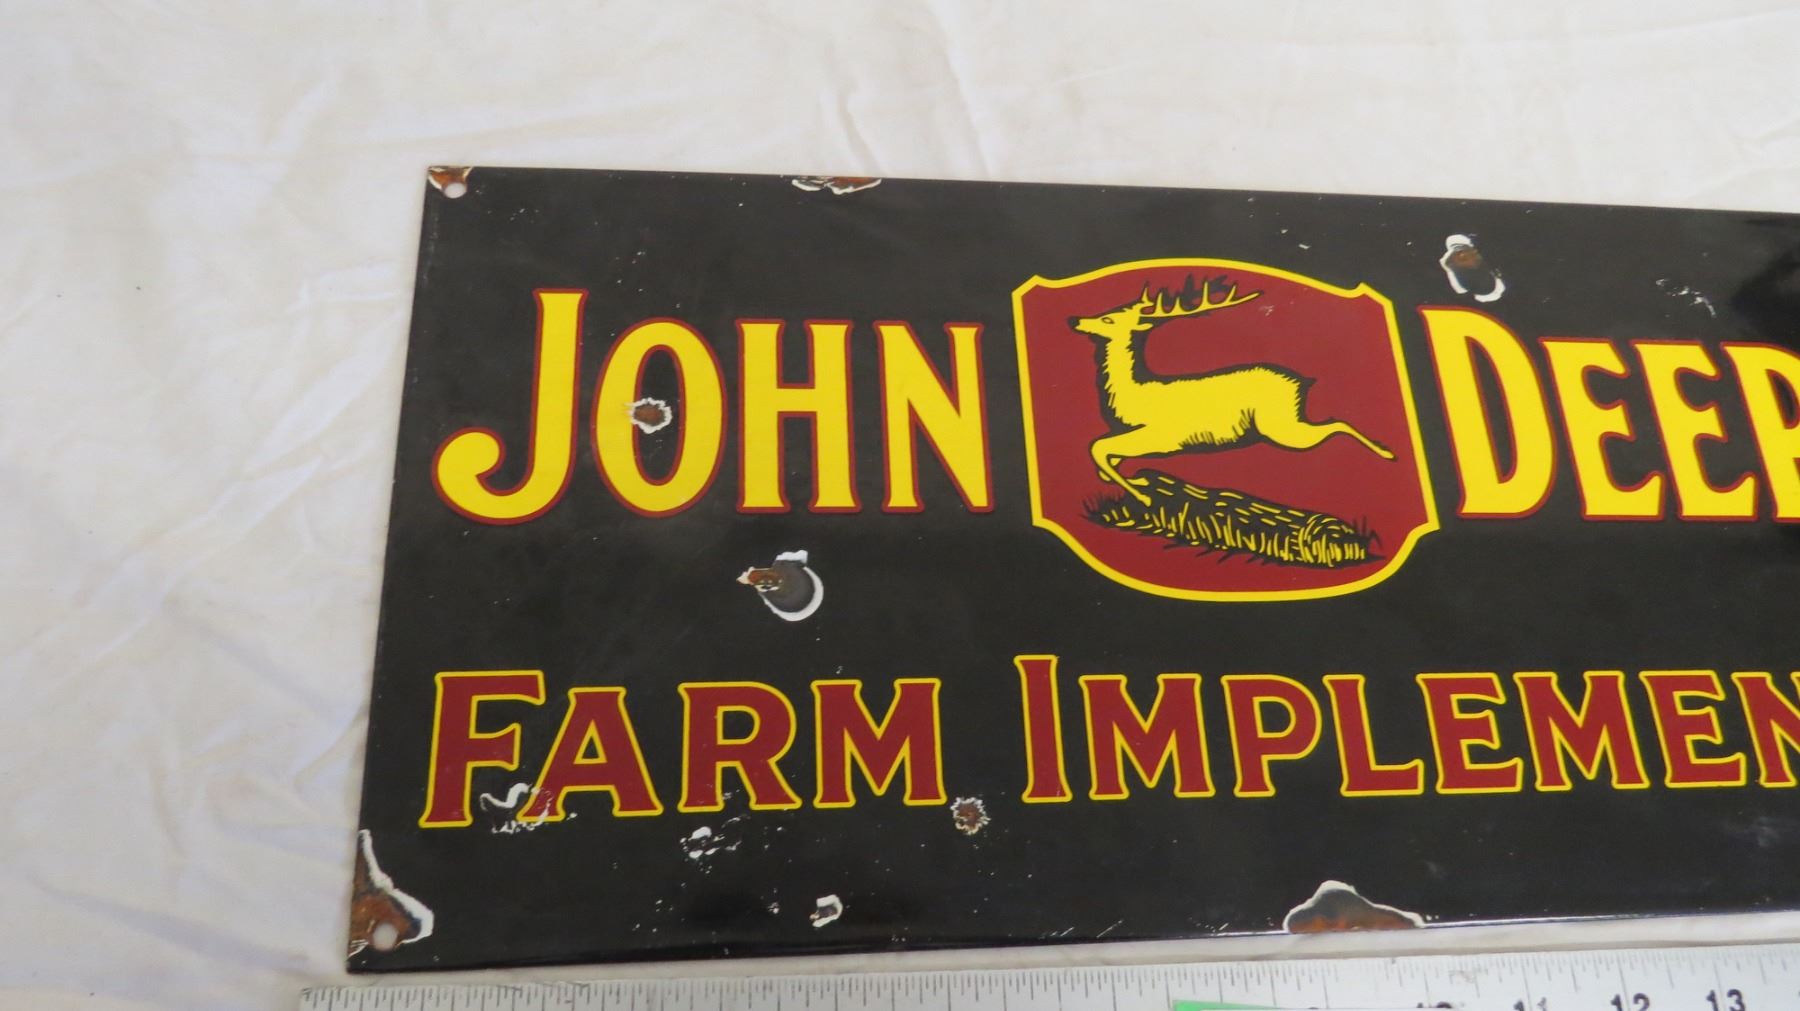 JOHN DEER
FARM IMPLEMEN
11 12 13